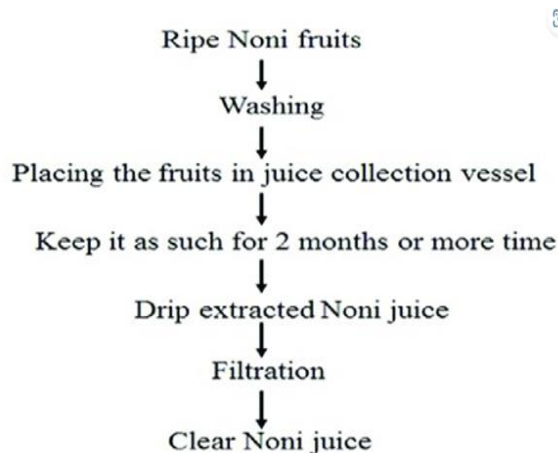 Ripe Noni fruits
Washing
Placing the fruits in juice collection vessel
Keep it as such for 2 months or more time
Drip extracted Noni juice
Filtration
Clear Noni juice